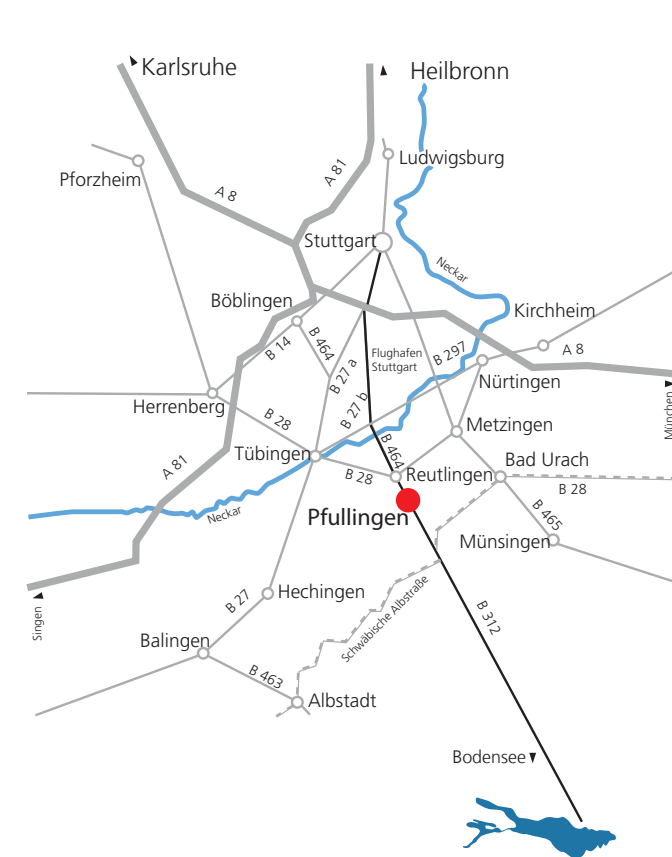 Karlsruhe
Heilbronn
Ludwigsburg
Pforzheim
A 81
A 8
Stuttgart
Neckar
Böblingen
Kirchheim
B 14
B 464
Flughafen
Stuttgart
B 297
A 8
B 27 a
Nürtingen
München
Herrenberg
B 27 b
B 28
Metzingen
Tübingen
B 464
Bad Urach
A 81
B 28
Reutlingen
B 28
Neckar
Pfullingen
B 465
Münsingen
Hechingen
B 27
Singen
Schwäbische Albstraße
B 312
Balingen
B 463
Albstadt
Bodensee